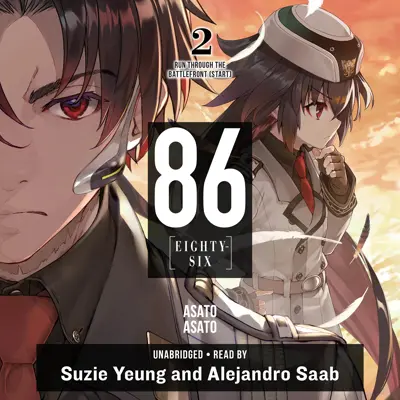 2
RUN THROUGH THE
BATTLEFRONT (START)
86
[EIGHTY-
SIX]
ASATO
ASATO
UNABRIDGED • READ BY
Suzie Yeung and Alejandro Saab